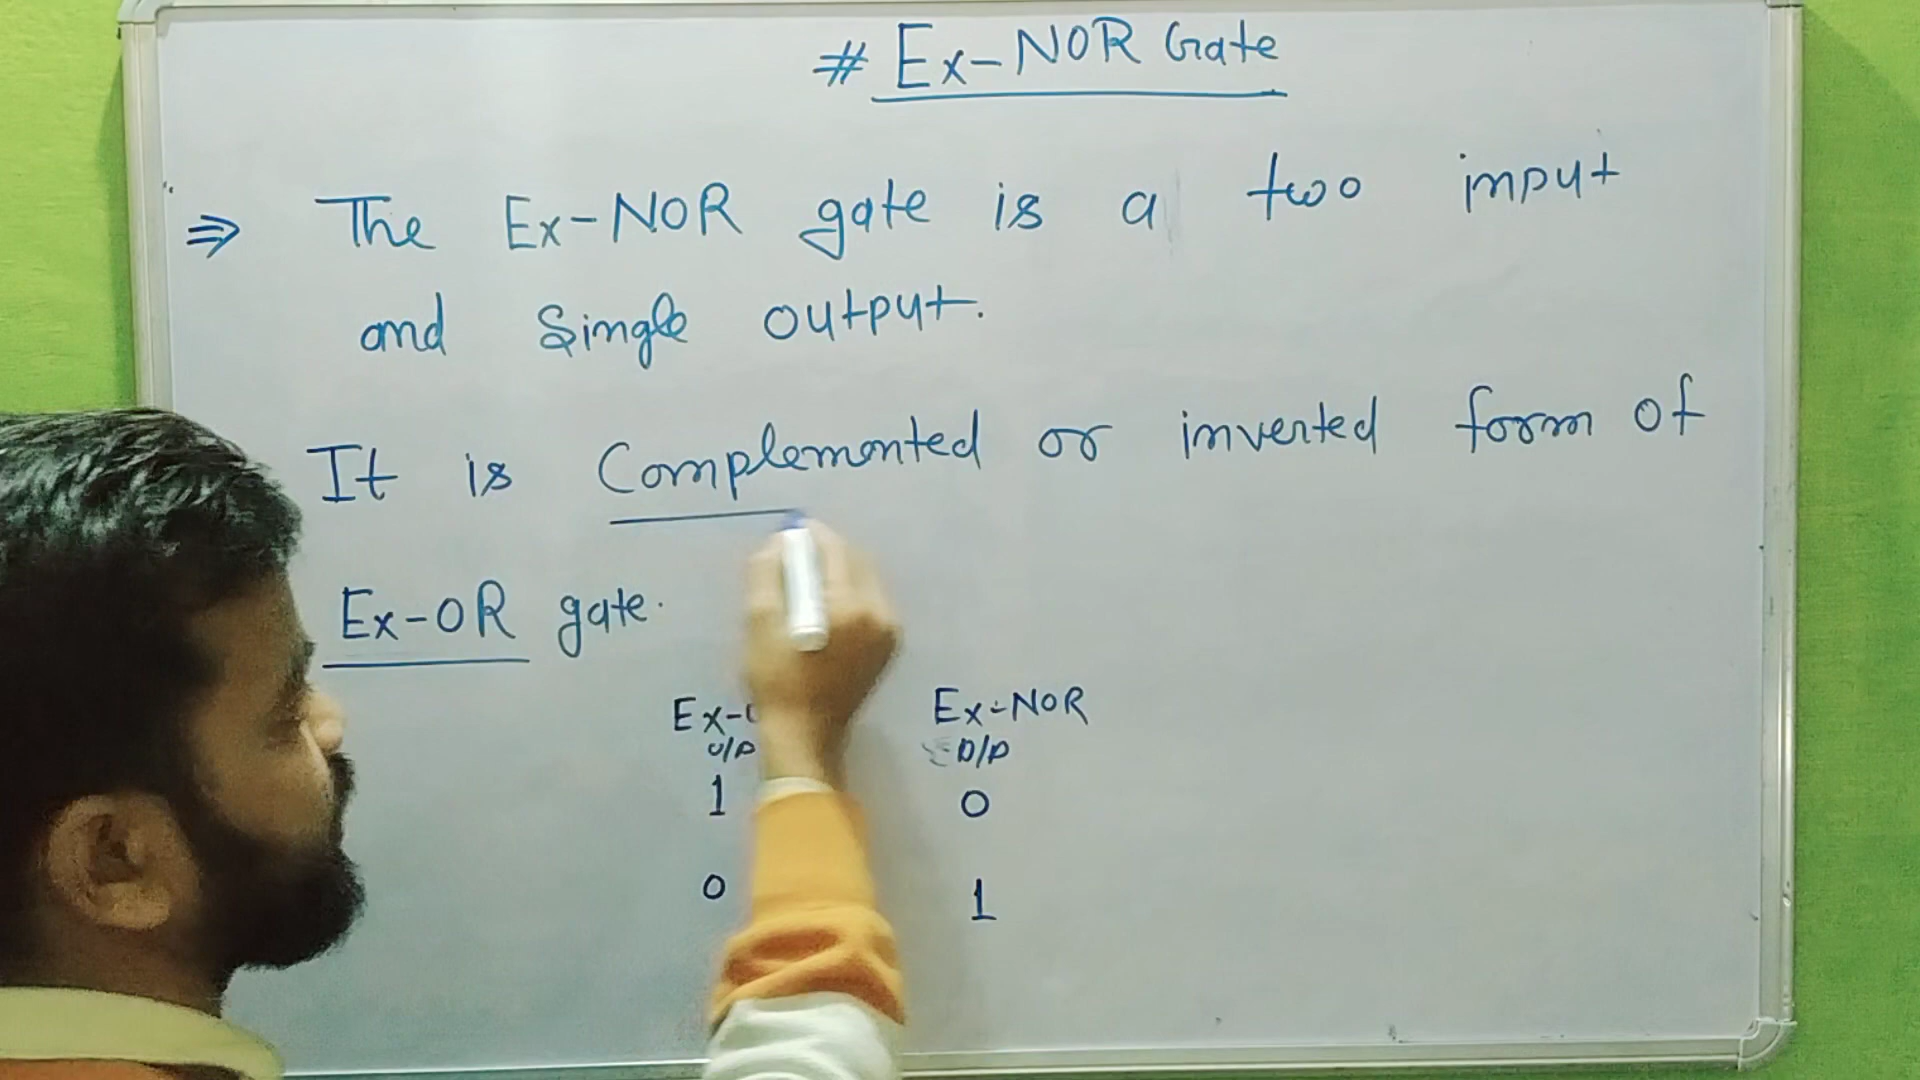 # Ex-NOR Gate
⇒ The Ex-NOR gate is a two input
and Single output.
It is Complemented or inverted form of
Ex-OR gate.
Ex- Ex-NOR
O/P O/P
1 0
0 1